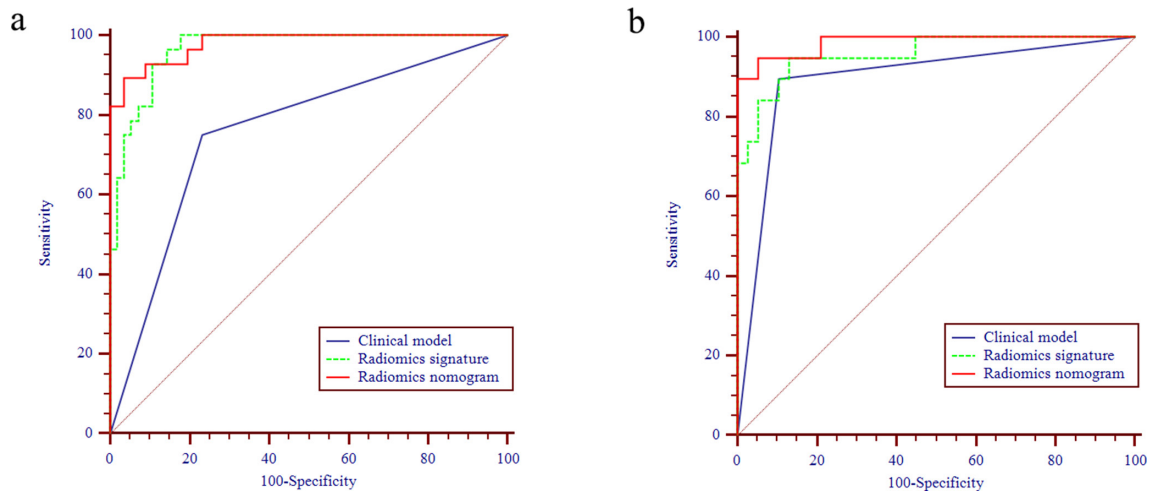 a
100
80
60
40
20
0
Sensitivity
Clinical model
Radiomics signature
Radiomics nomogram
0 20 40 60 80 100
100-Specificity
b
100
80
60
40
20
0
Sensitivity
Clinical model
Radiomics signature
Radiomics nomogram
0 20 40 60 80 100
100-Specificity